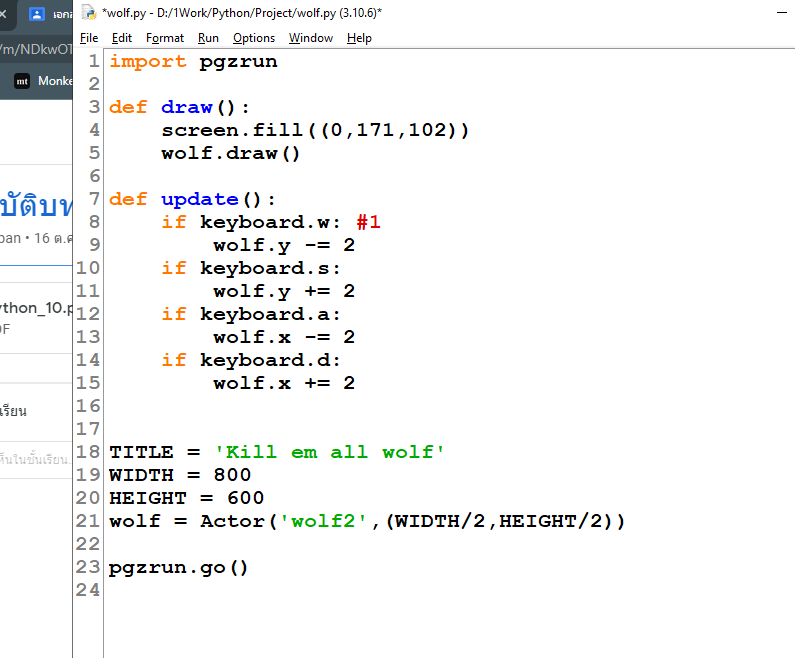 เอกส
*wolf.py - D:/1Work/Python/Project/wolf.py (3.10.6)*
File Edit Format Run Options Window Help
/m/NDkwOT
mt Monke
บัติบท
pan • 16 ต.ค
ython_10.p
DF
เรียน
ห็นในชั้นเรียน..
1 import pgzrun
2
3 def draw():
4 screen.fill((0,171,102))
5 wolf.draw()
6
7 def update():
8 if keyboard.w: #1
9 wolf.y -= 2
10 if keyboard.s:
11 wolf.y += 2
12 if keyboard.a:
13 wolf.x -= 2
14 if keyboard.d:
15 wolf.x += 2
16
17
18 TITLE = 'Kill em all wolf'
19 WIDTH = 800
20 HEIGHT = 600
21 wolf = Actor('wolf2',(WIDTH/2,HEIGHT/2))
22
23 pgzrun.go()
24